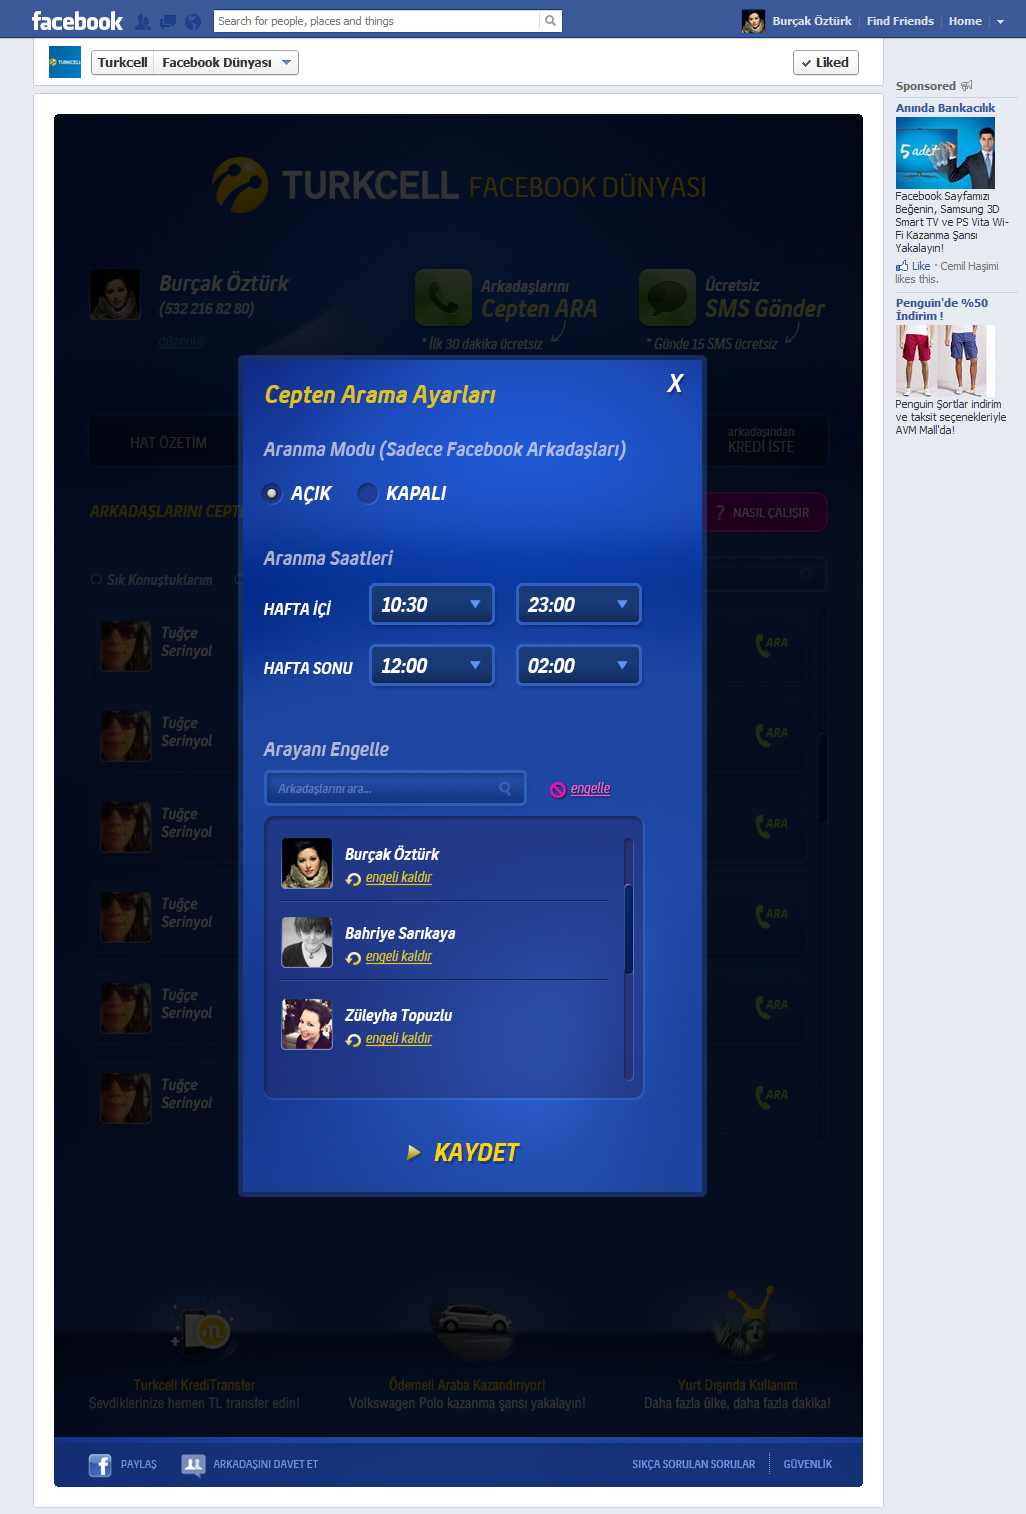 facebook
Search for people, places and things
Burçak Öztürk
Find Friends
Home
TURKCELL
Turkcell
Facebook Dünyası
Liked
Sponsored
Anında Bankacılık
5 adet
Facebook Sayfamızı
Beğenin, Samsung 3D
Smart TV ve PS Vita Wi-
Fi Kazanma Şansı
Yakalayın!
Like · Cemil Haşimi
likes this.
Penguin'de %50
İndirim !
Penguin Şortlar indirim
ve taksit seçenekleriyle
AVM Mall'da!
TURKCELL FACEBOOK DÜNYASI
Burçak Öztürk
(532 216 82 80)
düzenle
Arkadaşlarını
Cepten ARA
* İlk 30 dakika ücretsiz
Ücretsiz
SMS Gönder
* Günde 15 SMS ücretsiz
HAT ÖZETİM
arkadaşından
KREDİ İSTE
ARKADAŞLARINI CEPT
? NASIL ÇALIŞIR
Sık Konuştuklarım
Tuğçe
Serinyol
ARA
Tuğçe
Serinyol
ARA
Tuğçe
Serinyol
ARA
Tuğçe
Serinyol
ARA
Tuğçe
Serinyol
ARA
Tuğçe
Serinyol
ARA
Cepten Arama Ayarları
X
Aranma Modu (Sadece Facebook Arkadaşları)
AÇIK
KAPALI
Aranma Saatleri
HAFTA İÇİ
10:30
23:00
HAFTA SONU
12:00
02:00
Arayanı Engelle
Arkadaşlarını ara...
engelle
Burçak Öztürk
engeli kaldır
Bahriye Sarıkaya
engeli kaldır
Züleyha Topuzlu
engeli kaldır
KAYDET
+TL
Turkcell KrediTransfer
Sevdiklerinize hemen TL transfer edin!
Ödemeli Araba Kazandırıyor!
Volkswagen Polo kazanma şansı yakalayın!
Yurt Dışında Kullanım
Daha fazla ülke, daha fazla dakika!
PAYLAŞ
ARKADAŞINI DAVET ET
SIKÇA SORULAN SORULAR
GÜVENLİK